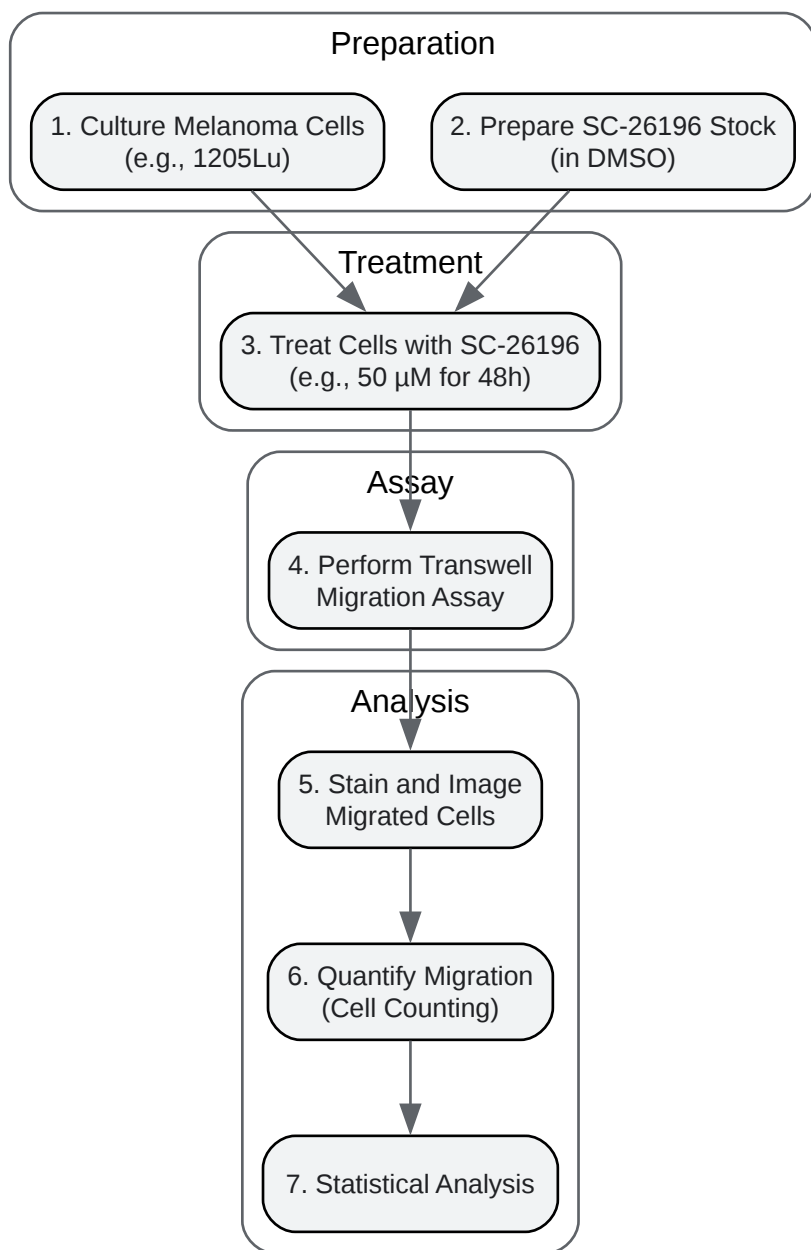 Preparation
1. Culture Melanoma Cells
(e.g., 1205Lu)
2. Prepare SC-26196 Stock
(in DMSO)
Treatment
3. Treat Cells with SC-26196
(e.g., 50 µM for 48h)
Assay
4. Perform Transwell
Migration Assay
Analysis
5. Stain and Image
Migrated Cells
6. Quantify Migration
(Cell Counting)
7. Statistical Analysis